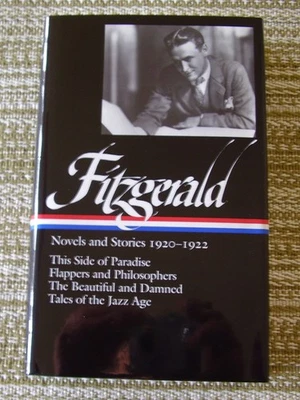 Fitzgerald
Novels and Stories 1920–1922
This Side of Paradise
Flappers and Philosophers
The Beautiful and Damned
Tales of the Jazz Age